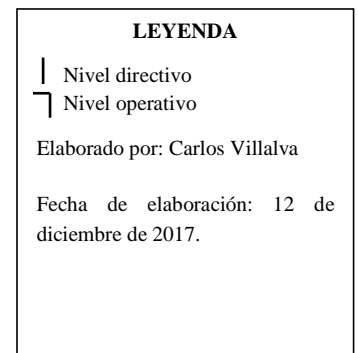 LEYENDA
Nivel directivo
Nivel operativo
Elaborado por: Carlos Villalva
Fecha de elaboración: 12 de
diciembre de 2017.